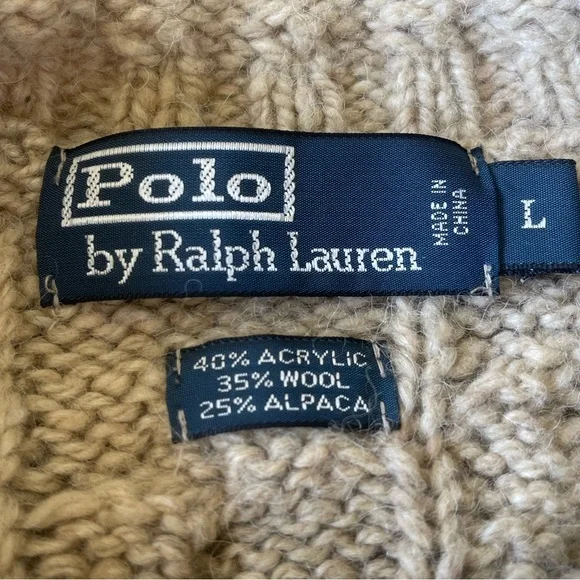 Polo
by Ralph Lauren
MADE IN
CHINA
L
40% ACRYLIC
35% WOOL
25% ALPACA